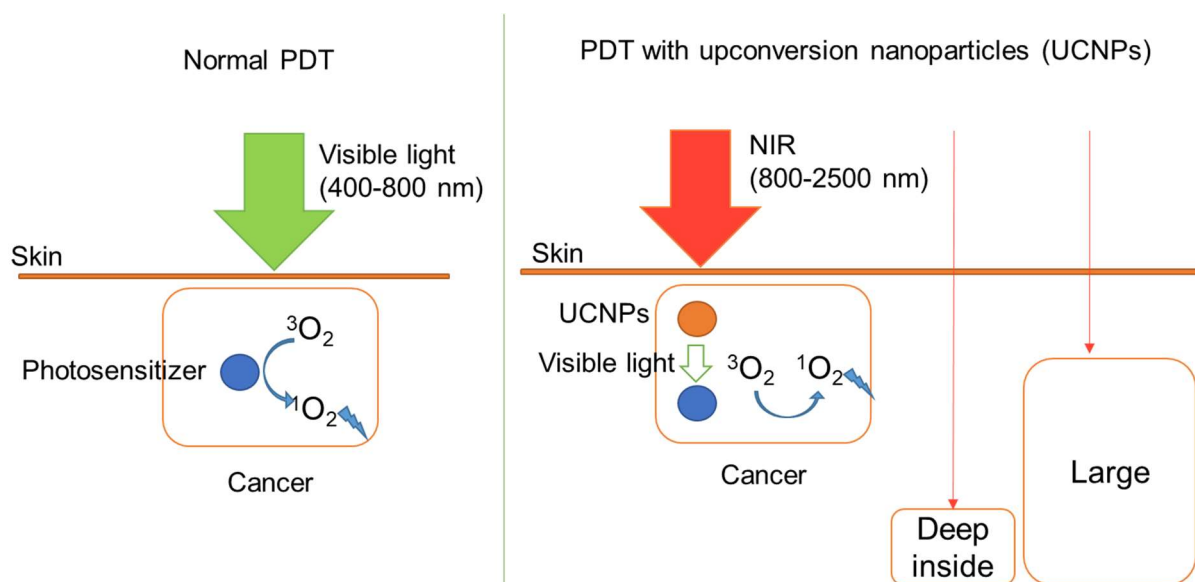 Normal PDT
Visible light
(400-800 nm)
Skin
Photosensitizer
³O₂
¹O₂
Cancer
PDT with upconversion nanoparticles (UCNPs)
NIR
(800-2500 nm)
Skin
UCNPs
Visible light
³O₂
¹O₂
Cancer
Deep
inside
Large